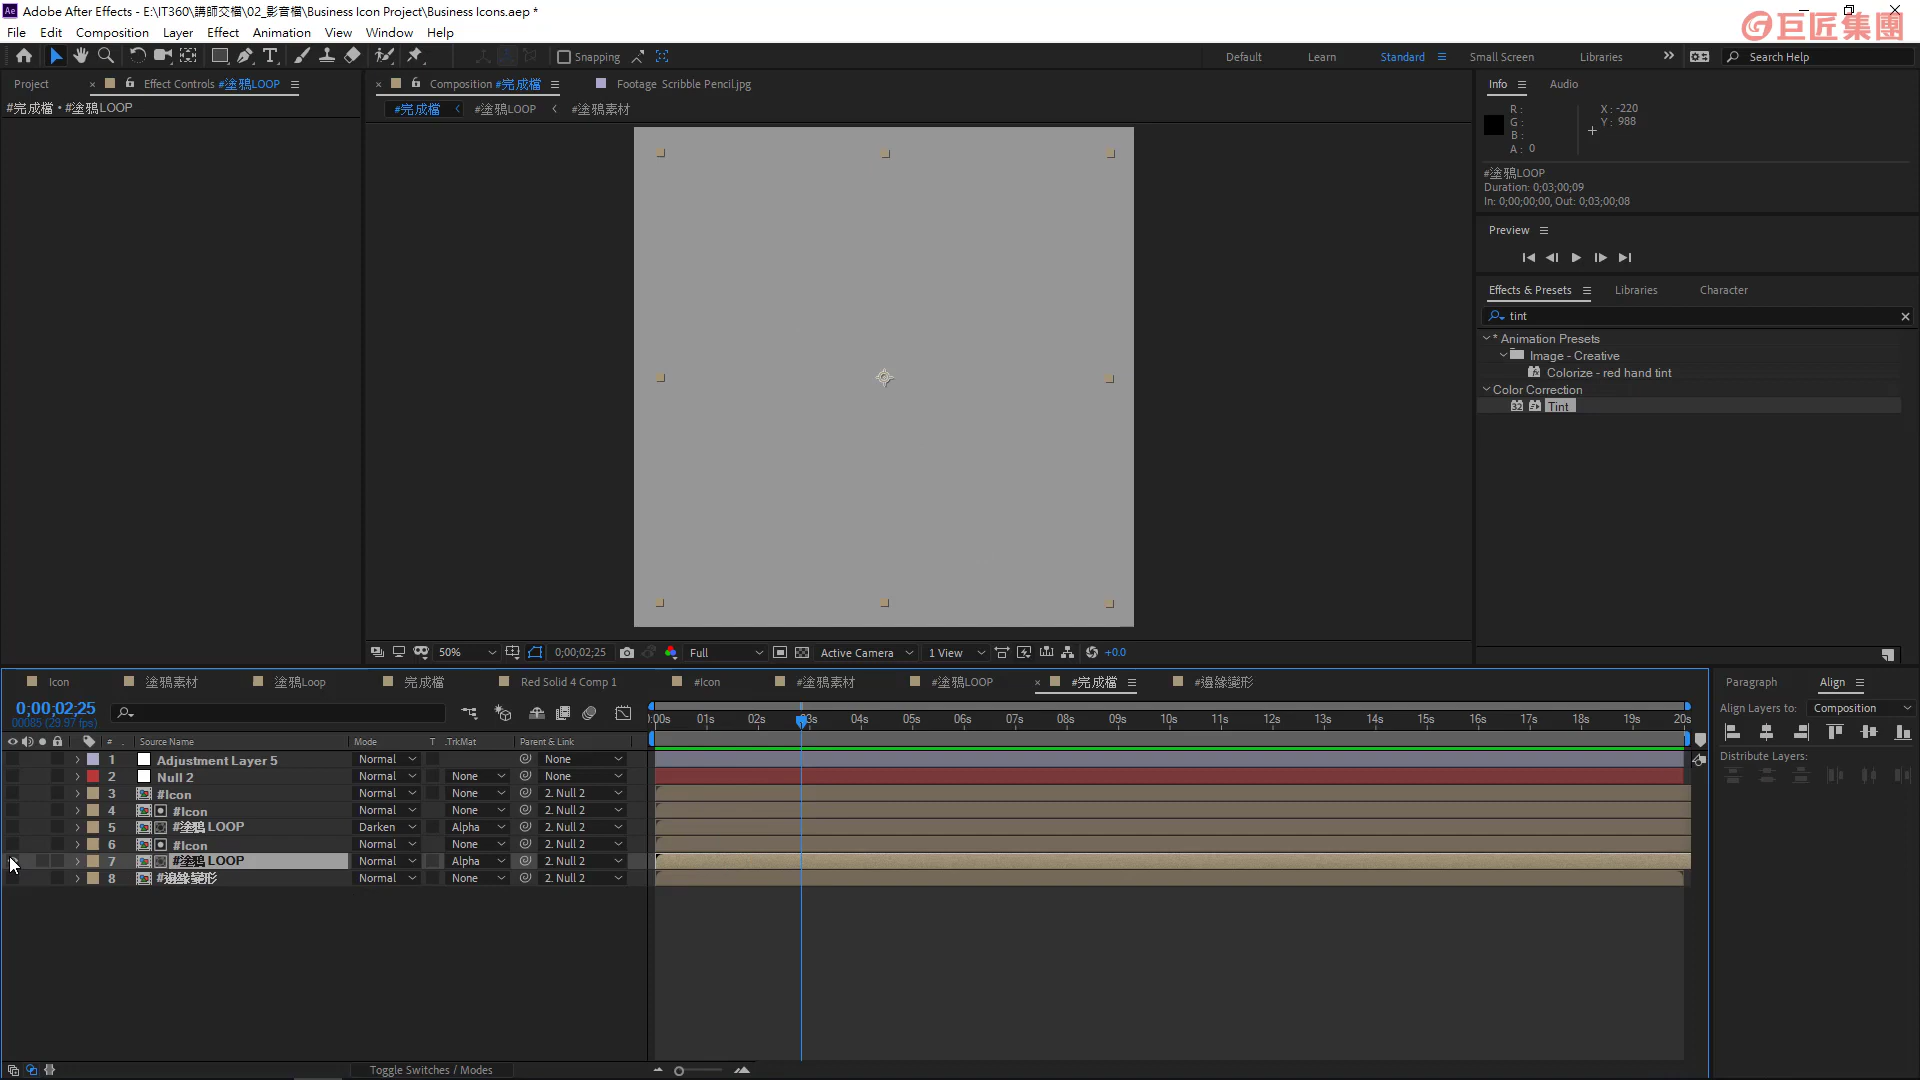 Adobe After Effects - E:\IT360\講師交檔\02_影音檔\Business Icon Project\Business Icons.aep *
巨匠集團
File Edit Composition Layer Effect Animation View Window Help
Snapping
Default Learn Standard Small Screen Libraries
Search Help
Project
Effect Controls #塗鴉LOOP
#完成檔 • #塗鴉LOOP
Composition #完成檔
Footage Scribble Pencil.jpg
#完成檔 #塗鴉LOOP #塗鴉素材
Info Audio
R :
G :
B :
A : 0
X : -220
Y : 988
#塗鴉LOOP
Duration: 0;03;00;09
In: 0;00;00;00, Out: 0;03;00;08
Preview
Effects & Presets Libraries Character
tint
* Animation Presets
Image - Creative
Colorize - red hand tint
Color Correction
32 Tint
50% 0;00;02;25 Full Active Camera 1 View +0.0
Icon 塗鴉素材 塗鴉Loop 完成檔 Red Solid 4 Comp 1 #Icon #塗鴉素材 #塗鴉LOOP #完成檔 #邊緣變形
0;00;02;25
00085 (29.97 fps)
):00s 01s 02s 03s 04s 05s 06s 07s 08s 09s 10s 11s 12s 13s 14s 15s 16s 17s 18s 19s 20s
# Source Name Mode T .TrkMat Parent & Link
1 Adjustment Layer 5 Normal None
2 Null 2 Normal None None
3 #Icon Normal None 2. Null 2
4 #Icon Normal None 2. Null 2
5 #塗鴉LOOP Darken Alpha 2. Null 2
6 #Icon Normal None 2. Null 2
7 #塗鴉LOOP Normal Alpha 2. Null 2
8 #邊緣變形 Normal None 2. Null 2
Toggle Switches / Modes
Paragraph Align
Align Layers to: Composition
Distribute Layers: